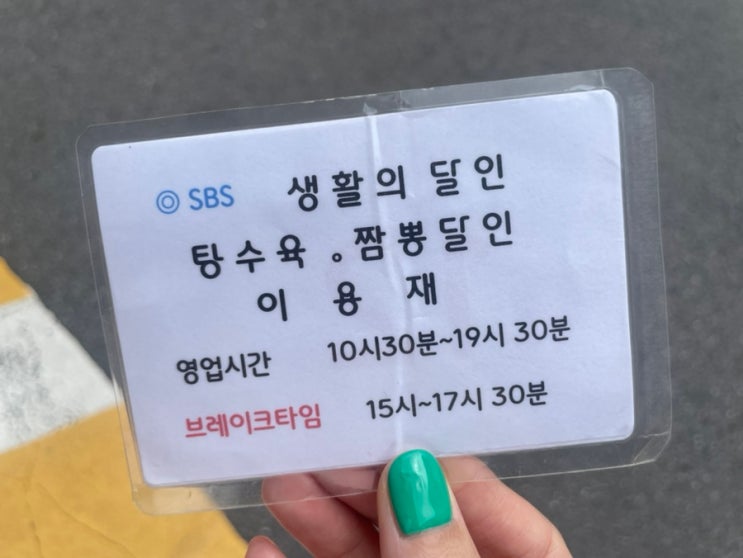 SBS 생활의 달인
탕수육 。짬뽕달인
이 용 재
영업시간 10시30분~19시 30분
브레이크타임 15시~17시 30분